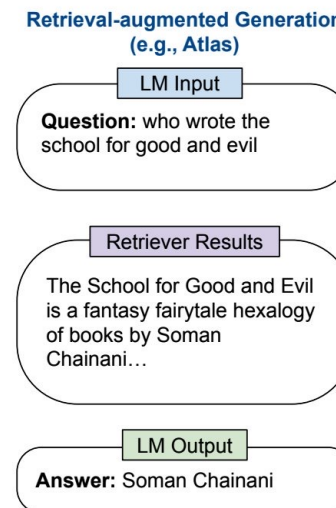 Retrieval-augmented Generation
(e.g., Atlas)
LM Input
Question: who wrote the
school for good and evil
Retriever Results
The School for Good and Evil
is a fantasy fairytale hexalogy
of books by Soman
Chainani…
LM Output
Answer: Soman Chainani